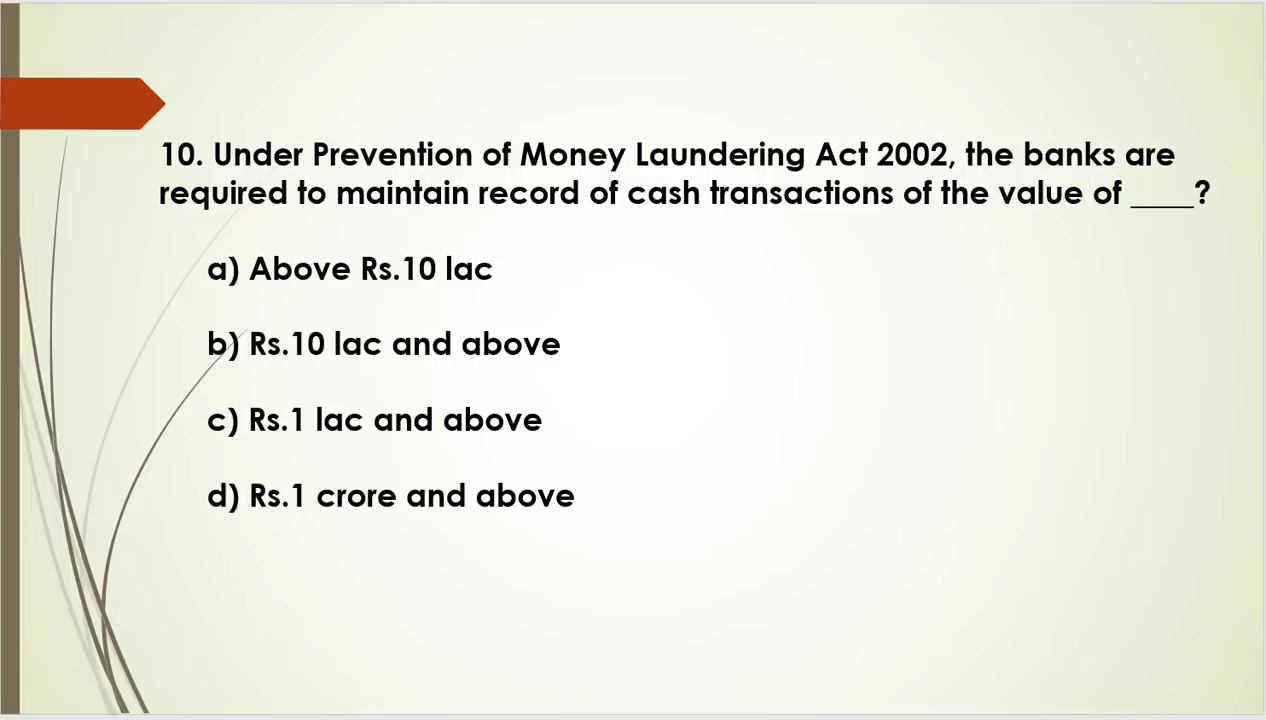 10. Under Prevention of Money Laundering Act 2002, the banks are
required to maintain record of cash transactions of the value of ____?
a) Above Rs.10 lac
b) Rs.10 lac and above
c) Rs.1 lac and above
d) Rs.1 crore and above